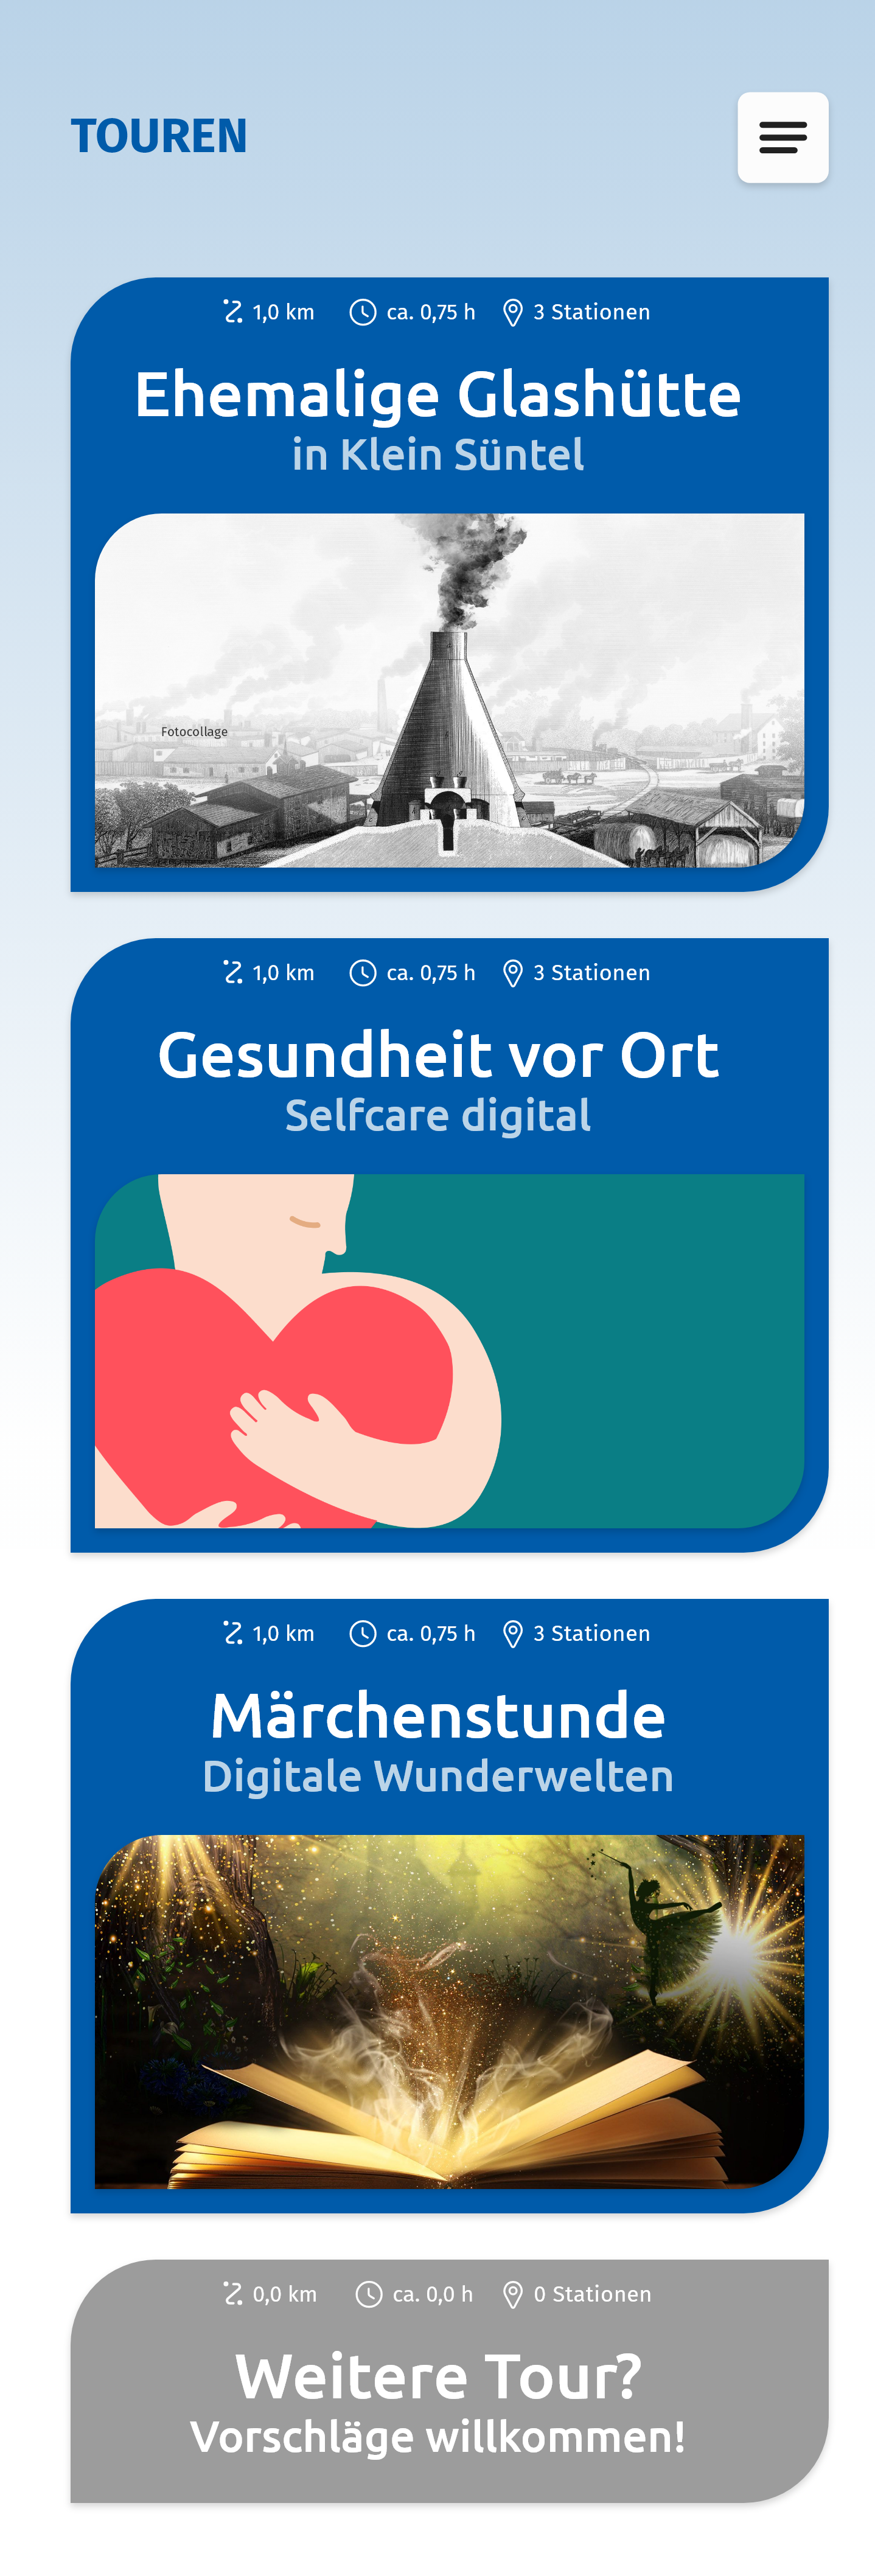 TOUREN
1,0 km ca. 0,75 h 3 Stationen
Ehemalige Glashütte
in Klein Süntel
Fotocollage
1,0 km ca. 0,75 h 3 Stationen
Gesundheit vor Ort
Selfcare digital
1,0 km ca. 0,75 h 3 Stationen
Märchenstunde
Digitale Wunderwelten
0,0 km ca. 0,0 h 0 Stationen
Weitere Tour?
Vorschläge willkommen!